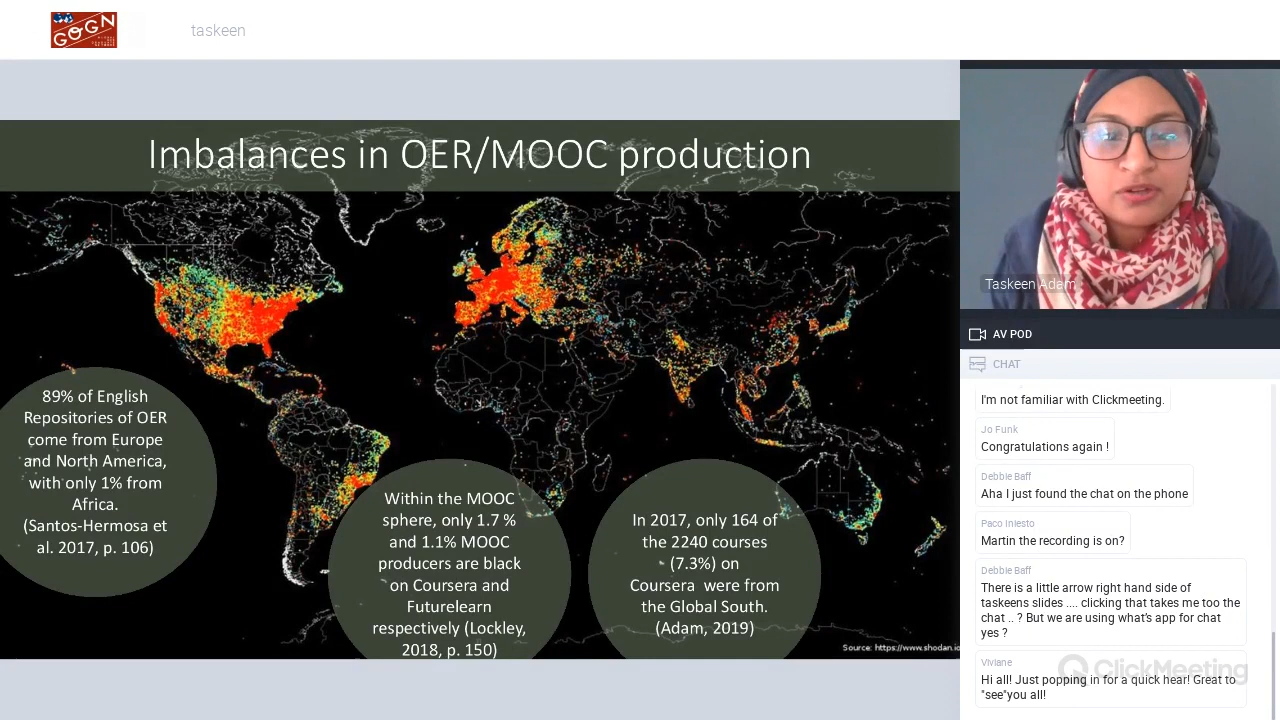 GOGN
taskeen
Imbalances in OER/MOOC production
89% of English
Repositories of OER
come from Europe
and North America,
with only 1% from
Africa.
(Santos-Hermosa et
al. 2017, p. 106)
Within the MOOC
sphere, only 1.7 %
and 1.1% MOOC
producers are black
on Coursera and
Futurelearn
respectively (Lockley,
2018, p. 150)
In 2017, only 164 of
the 2240 courses
(7.3%) on
Coursera were from
the Global South.
(Adam, 2019)
Source: https://www.shodan.io
Taskeen Adam
AV POD
CHAT
I'm not familiar with Clickmeeting.
Jo Funk
Congratulations again !
Debbie Baff
Aha I just found the chat on the phone
Paco Iniesto
Martin the recording is on?
Debbie Baff
There is a little arrow right hand side of
taskeens slides .... clicking that takes me too the
chat .. ? But we are using what's app for chat
yes ?
Viviane
Hi all! Just popping in for a quick hear! Great to
"see"you all!
ClickMeeting